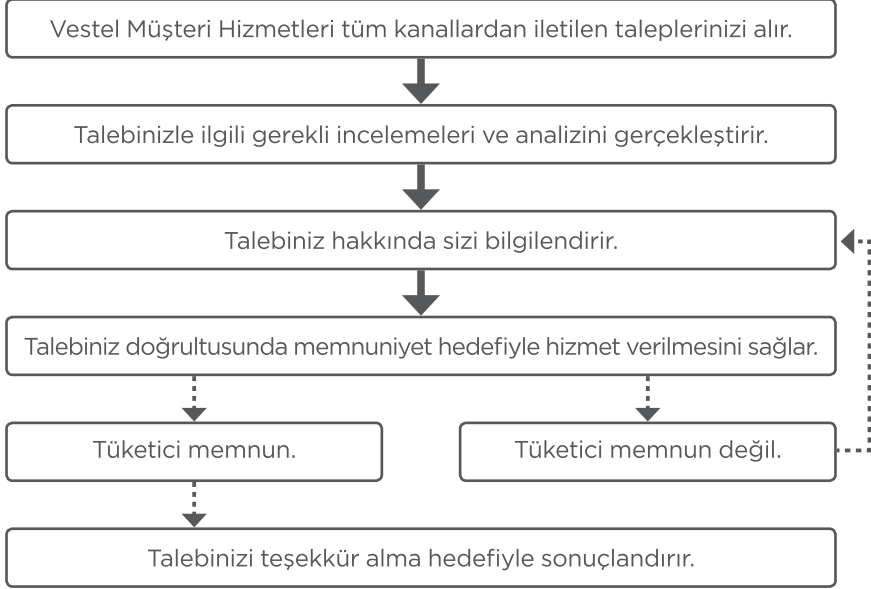 Vestel Müşteri Hizmetleri tüm kanallardan iletilen taleplerinizi alır.
Talebinizle ilgili gerekli incelemeleri ve analizini gerçekleştirir.
Talebiniz hakkında sizi bilgilendirir.
Talebiniz doğrultusunda memnuniyet hedefiyle hizmet verilmesini sağlar.
Tüketici memnun.
Tüketici memnun değil.
Talebinizi teşekkür alma hedefiyle sonuçlandırır.